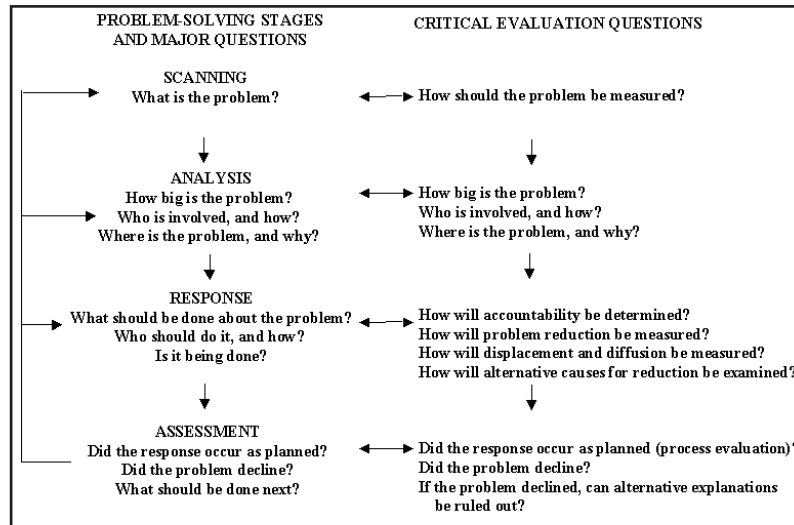 PROBLEM-SOLVING STAGES
AND MAJOR QUESTIONS
CRITICAL EVALUATION QUESTIONS
SCANNING
What is the problem?
How should the problem be measured?
ANALYSIS
How big is the problem?
Who is involved, and how?
Where is the problem, and why?
How big is the problem?
Who is involved, and how?
Where is the problem, and why?
RESPONSE
What should be done about the problem?
Who should do it, and how?
Is it being done?
How will accountability be determined?
How will problem reduction be measured?
How will displacement and diffusion be measured?
How will alternative causes for reduction be examined?
ASSESSMENT
Did the response occur as planned?
Did the problem decline?
What should be done next?
Did the response occur as planned (process evaluation)?
Did the problem decline?
If the problem declined, can alternative explanations
be ruled out?